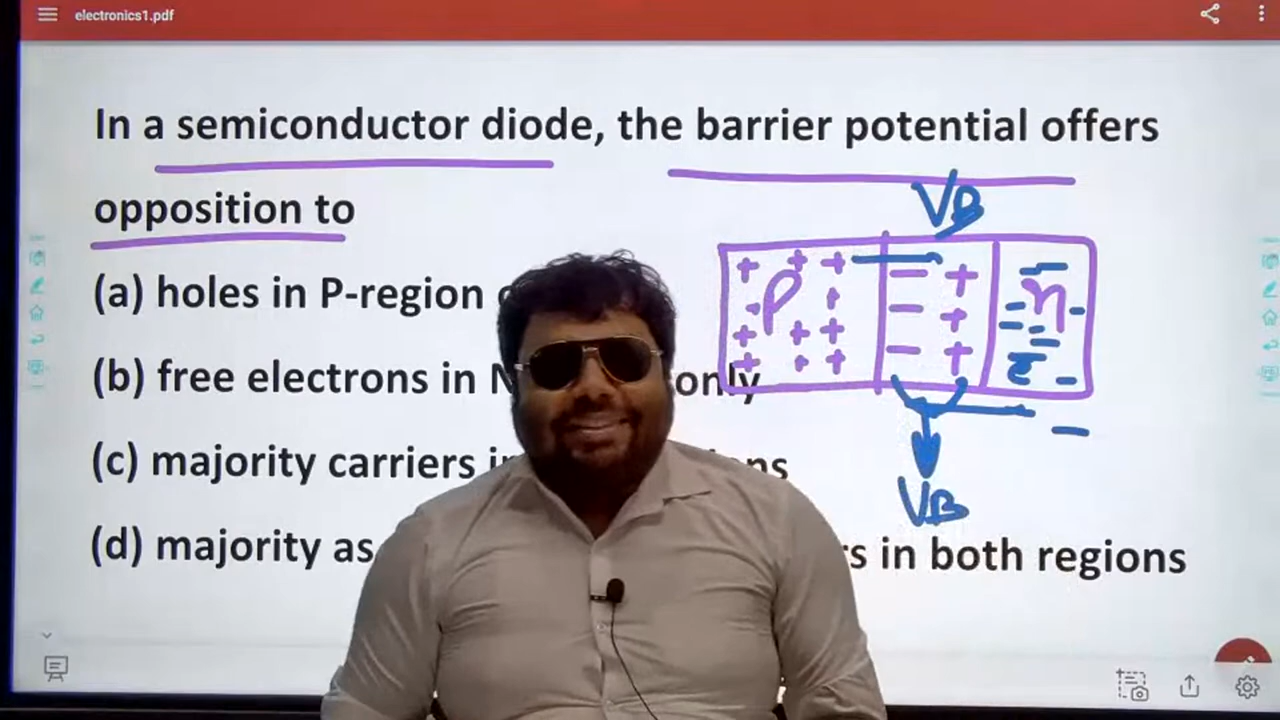 electronics1.pdf
In a semiconductor diode, the barrier potential offers
opposition to
(a) holes in P-region
(b) free electrons in N only
(c) majority carriers
(d) majority as in both regions
VB
P
n
VB